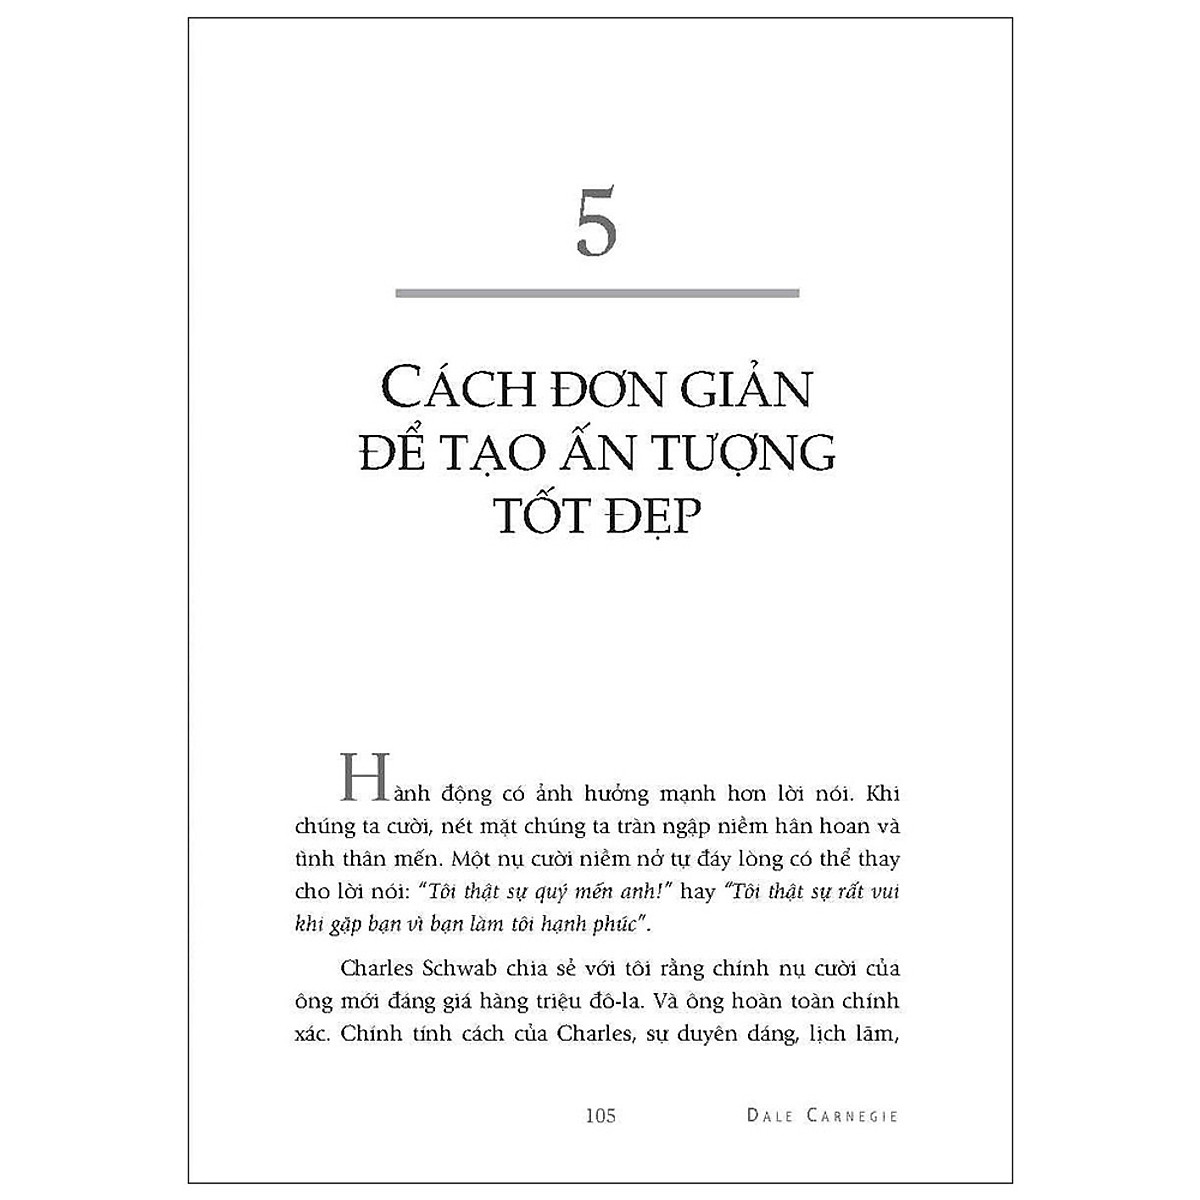 5
CÁCH ĐƠN GIẢN
ĐỂ TẠO ẤN TƯỢNG
TỐT ĐẸP
Hành động có ảnh hưởng mạnh hơn lời nói. Khi
chúng ta cười, nét mặt chúng ta tràn ngập niềm hân hoan và
tình thân mến. Một nụ cười niềm nở tự đáy lòng có thể thay
cho lời nói: “Tôi thật sự quý mến anh!” hay “Tôi thật sự rất vui
khi gặp bạn vì bạn làm tôi hạnh phúc”.
Charles Schwab chia sẻ với tôi rằng chính nụ cười của
ông mới đáng giá hàng triệu đô-la. Và ông hoàn toàn chính
xác. Chính tính cách của Charles, sự duyên dáng, lịch lãm,
105 DALE CARNEGIE